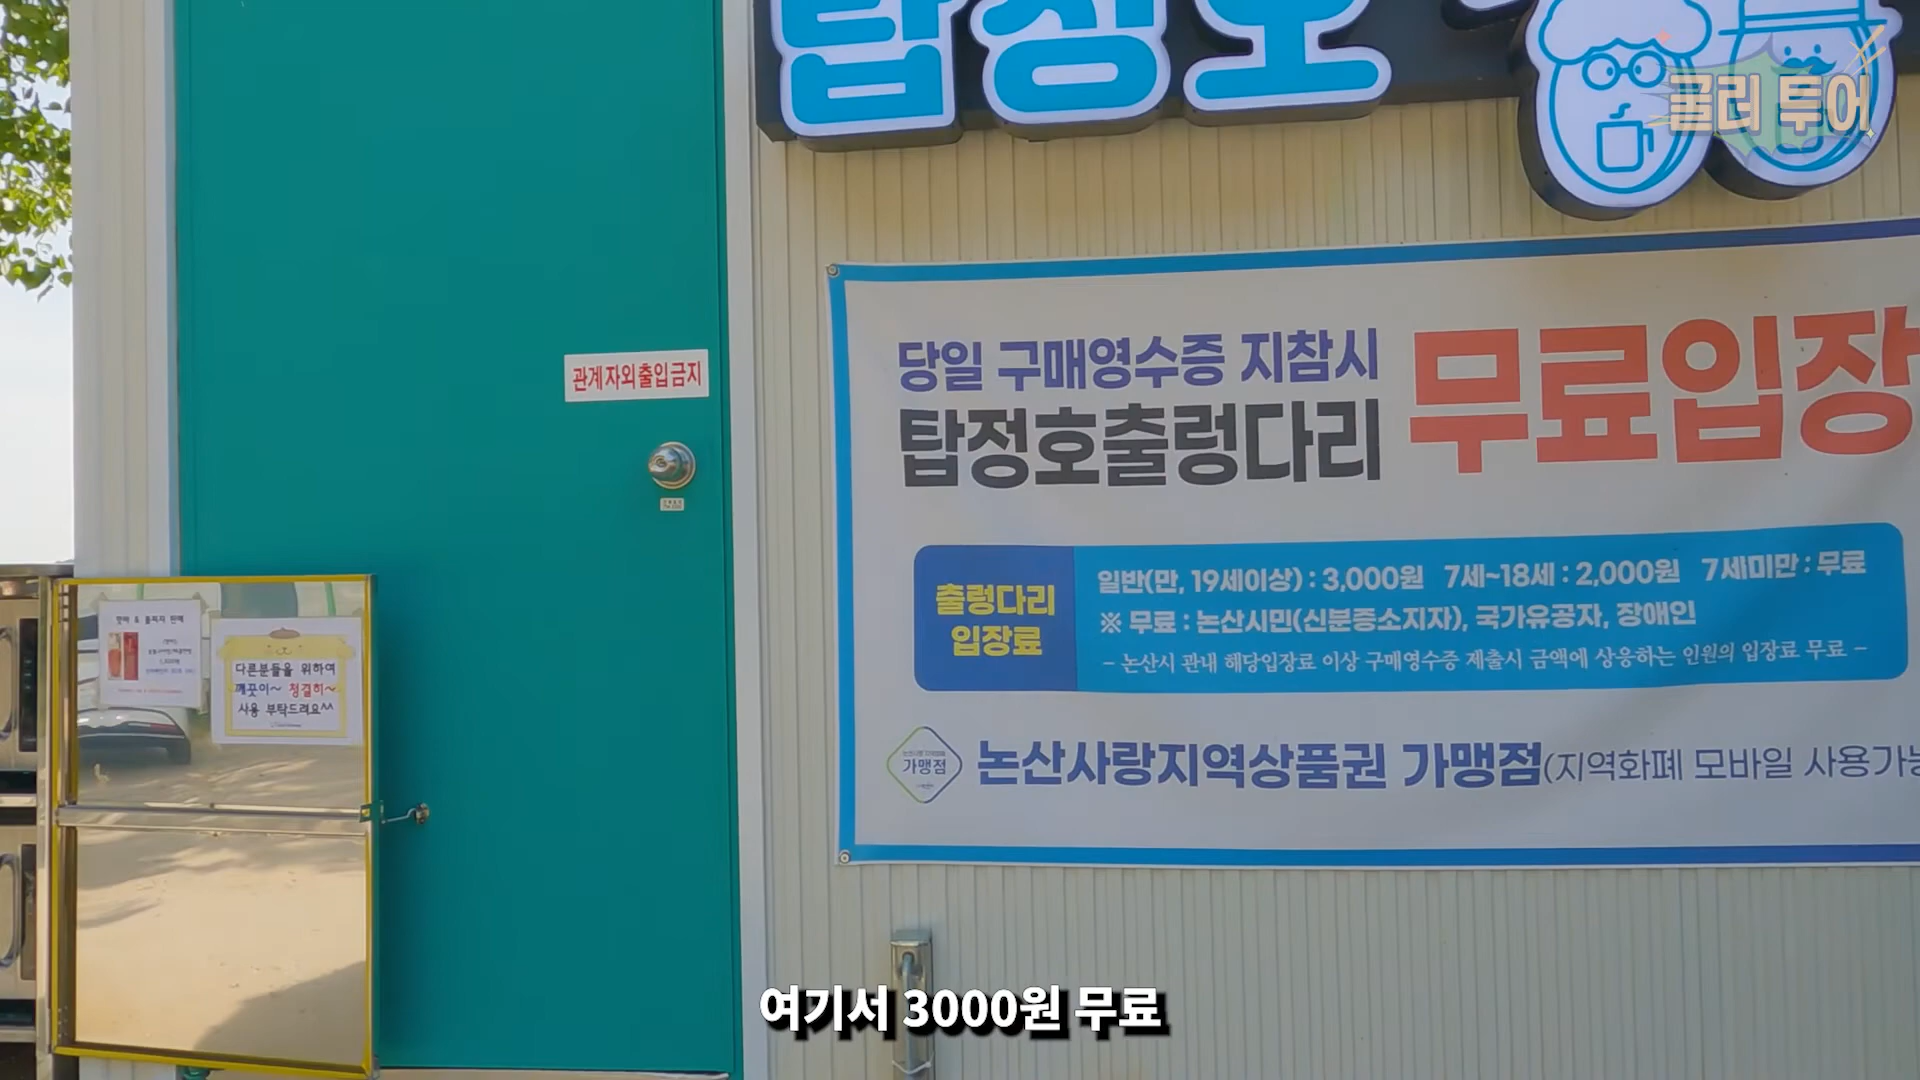 탑정호
클러 투어
관계자외출입금지
당일 구매영수증 지참시
탑정호출렁다리
무료입장
출렁다리
입장료
일반(만, 19세이상) : 3,000원 7세~18세 : 2,000원 7세미만 : 무료
※ 무료 : 논산시민(신분증소지자), 국가유공자, 장애인
- 논산시 관내 해당입장료 이상 구매영수증 제출시 금액에 상응하는 인원의 입장료 무료 -
가맹점
논산사랑지역상품권 가맹점(지역화폐 모바일 사용가능
다른분들을 위하여
깨끗이~ 청결히~
사용 부탁드려요^^
여기서 3000원 무료